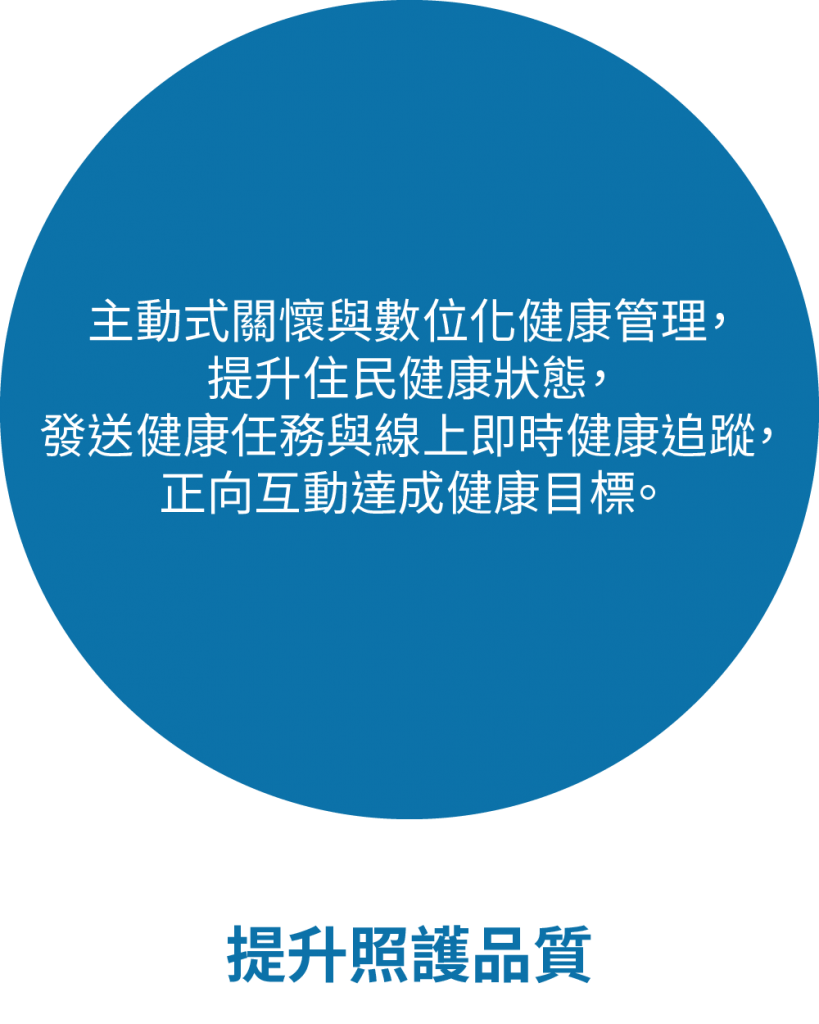 主動式關懷與數位化健康管理，
提升住民健康狀態，
發送健康任務與線上即時健康追蹤，
正向互動達成健康目標。
提升照護品質